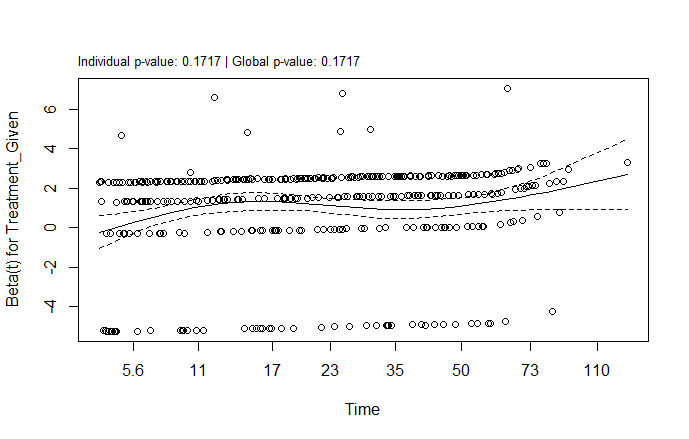 Individual p-value: 0.1717 | Global p-value: 0.1717
Beta(t) for Treatment_Given
6
4
2
0
-2
-4
5.6 11 17 23 35 50 73 110
Time